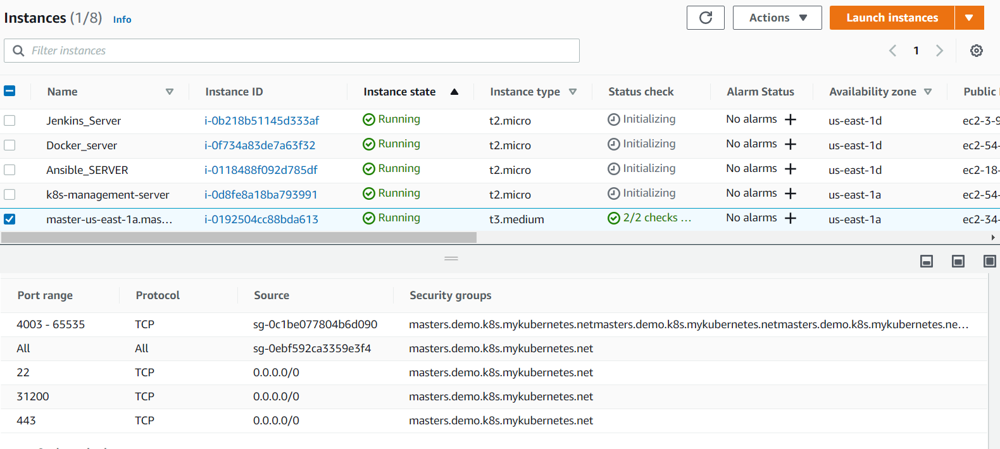 Instances (1/8) Info
Actions
Launch instances
Filter instances
1
Name Instance ID Instance state Instance type Status check Alarm Status Availability zone Public
Jenkins_Server i-0b218b51145d333af Running t2.micro Initializing No alarms us-east-1d ec2-3-9
Docker_server i-0f734a83de7a63f32 Running t2.micro Initializing No alarms us-east-1d ec2-54-
Ansible_SERVER i-0118488f092d785df Running t2.micro Initializing No alarms us-east-1d ec2-18-
k8s-management-server i-0d8fe8a18ba793991 Running t2.micro Initializing No alarms us-east-1a ec2-54-
master-us-east-1a.mas... i-0192504cc88bda613 Running t3.medium 2/2 checks ... No alarms us-east-1a ec2-34-
Port range Protocol Source Security groups
4003 - 65535 TCP sg-0c1be077804b6d090 masters.demo.k8s.mykubernetes.netmasters.demo.k8s.mykubernetes.netmasters.demo.k8s.mykubernetes.ne...
All All sg-0ebf592ca3359e3f4 masters.demo.k8s.mykubernetes.net
22 TCP 0.0.0.0/0 masters.demo.k8s.mykubernetes.net
31200 TCP 0.0.0.0/0 masters.demo.k8s.mykubernetes.net
443 TCP 0.0.0.0/0 masters.demo.k8s.mykubernetes.net